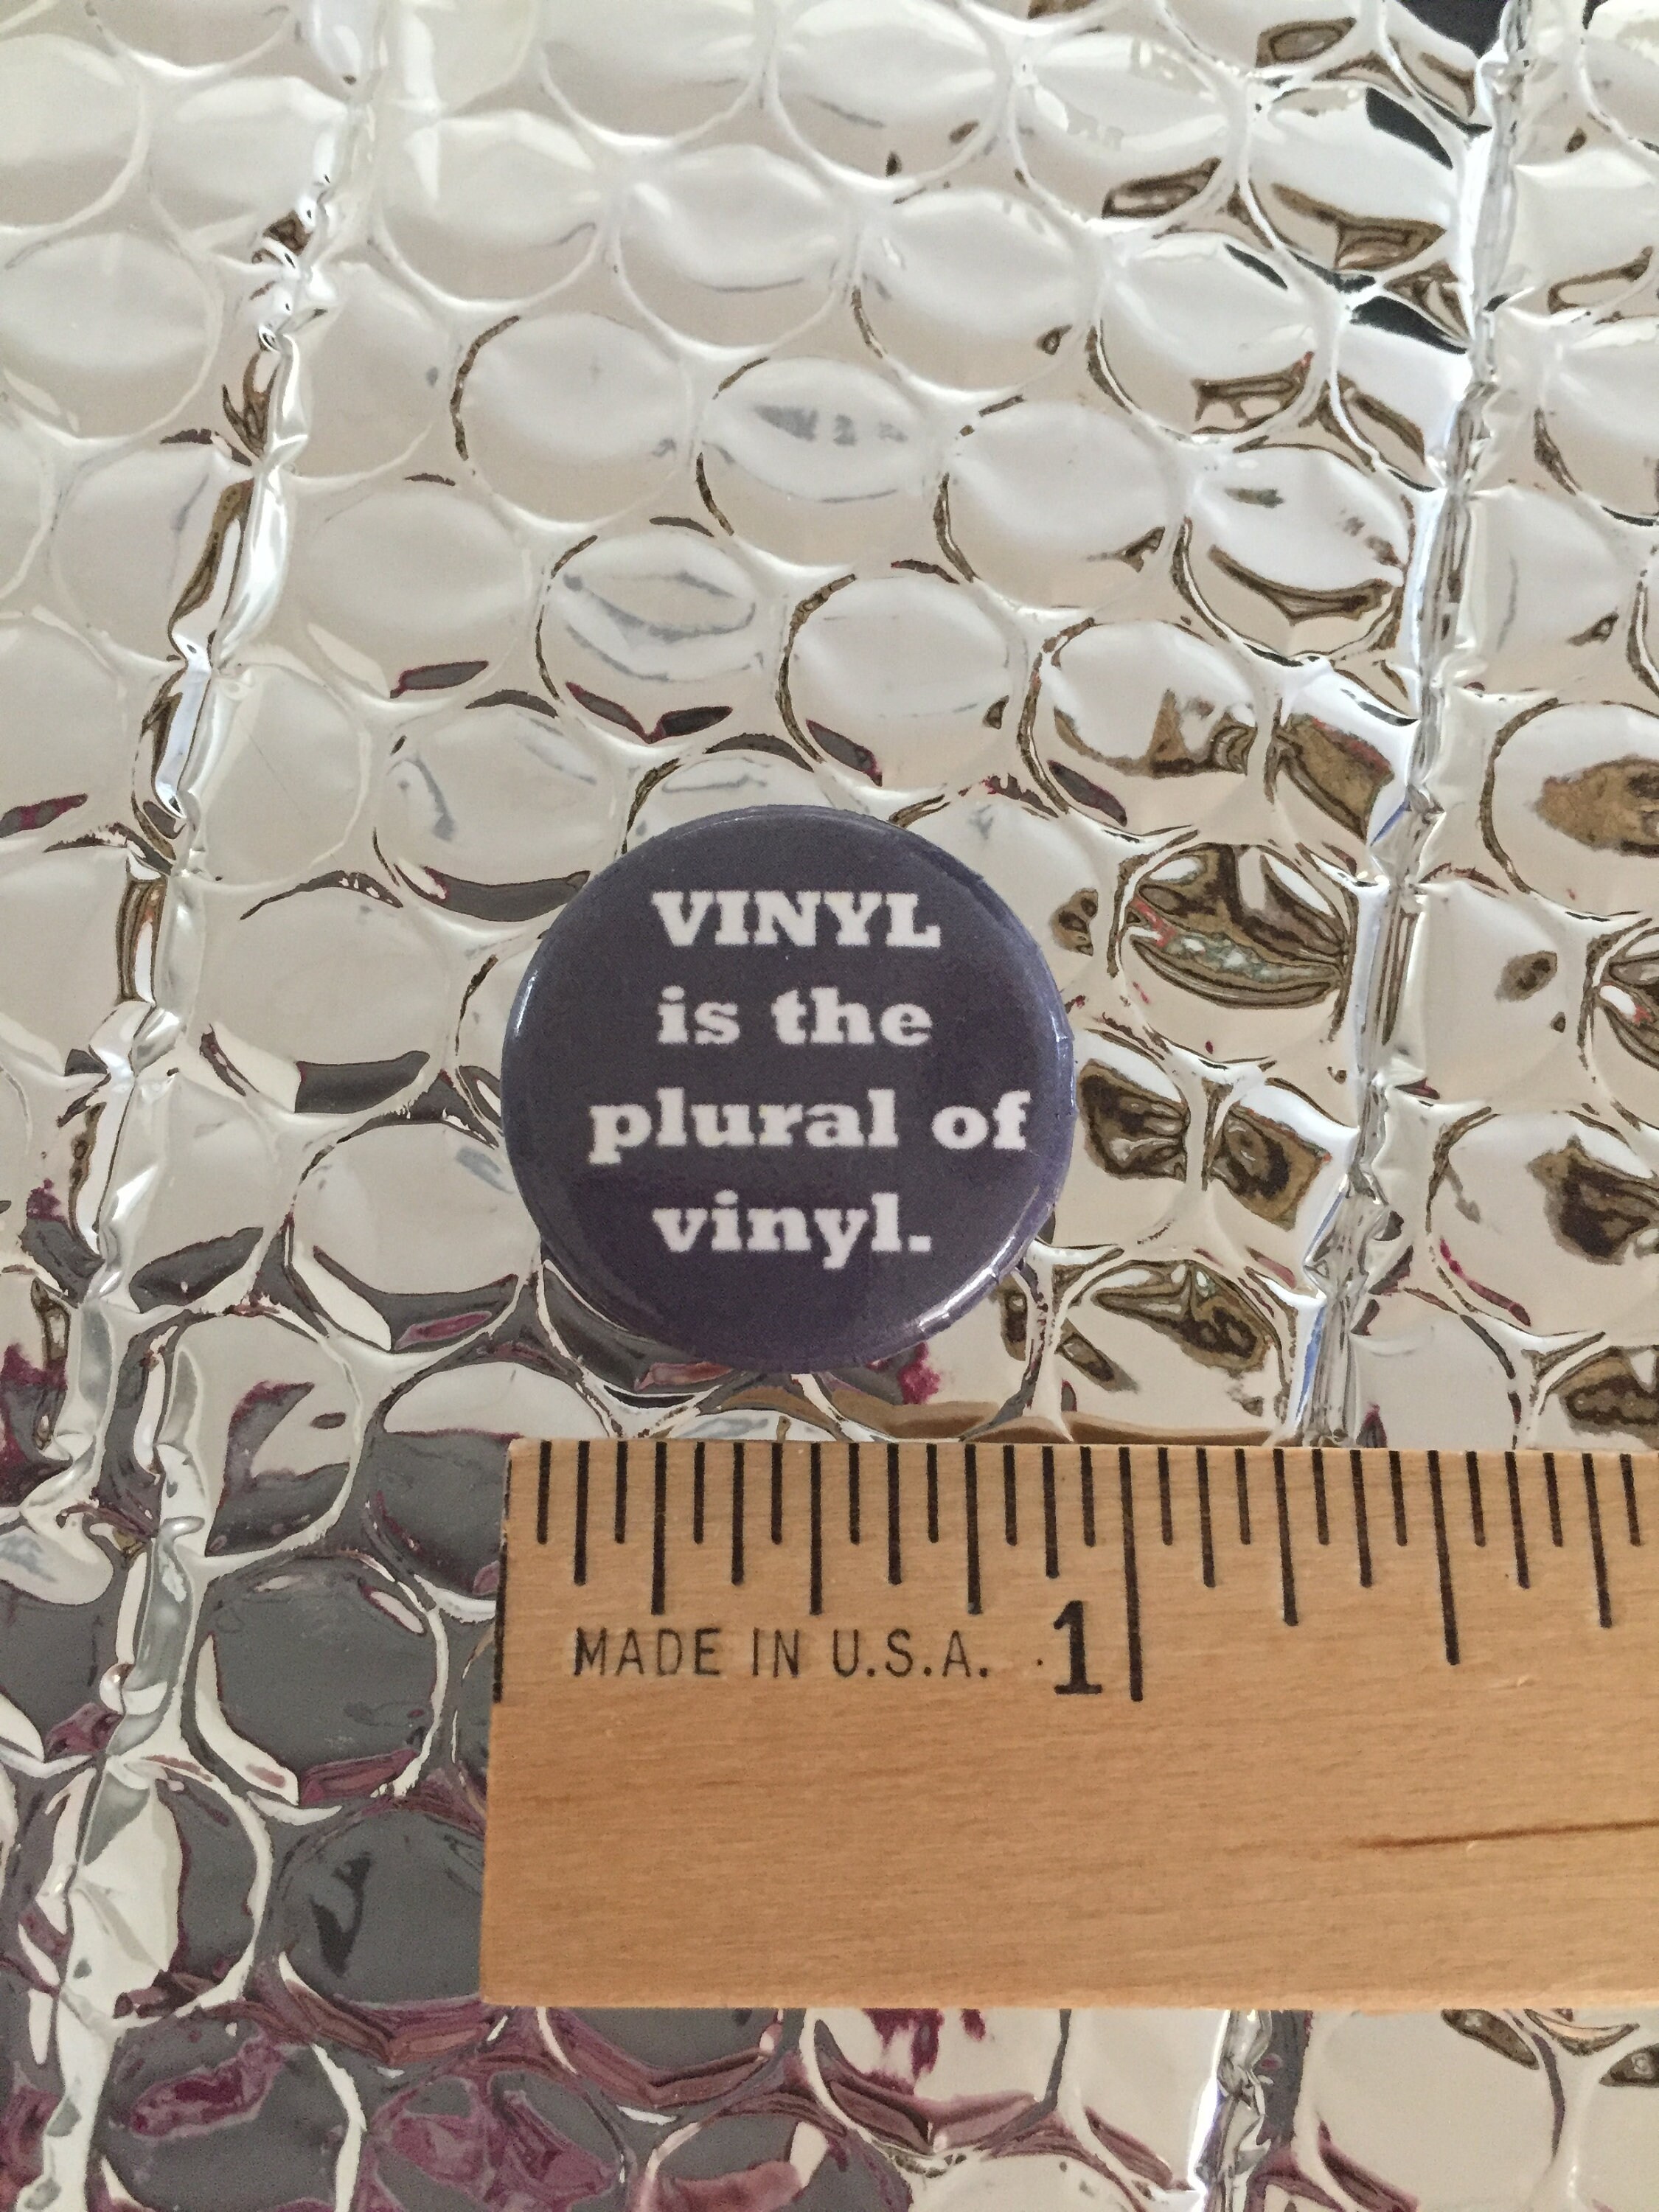 VINYL
is the
plural of
vinyl.
MADE IN U.S.A. 1